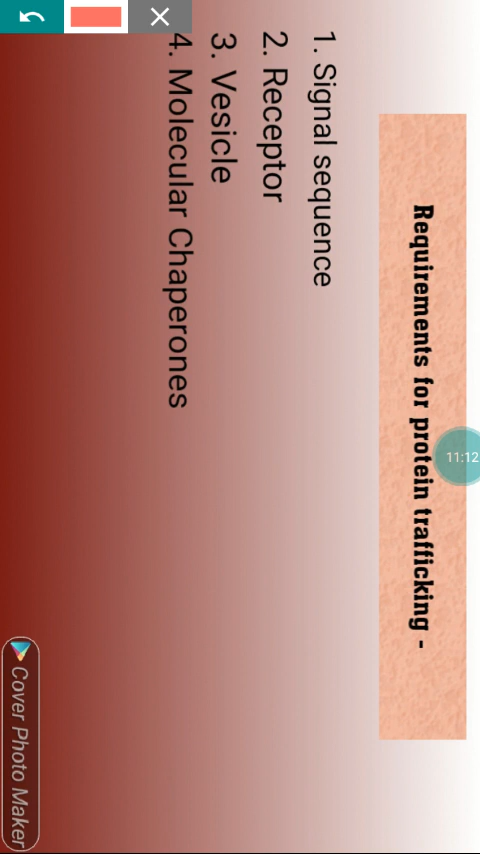 Requirements for protein trafficking -
1. Signal sequence
2. Receptor
3. Vesicle
4. Molecular Chaperones
11:12
Cover Photo Maker